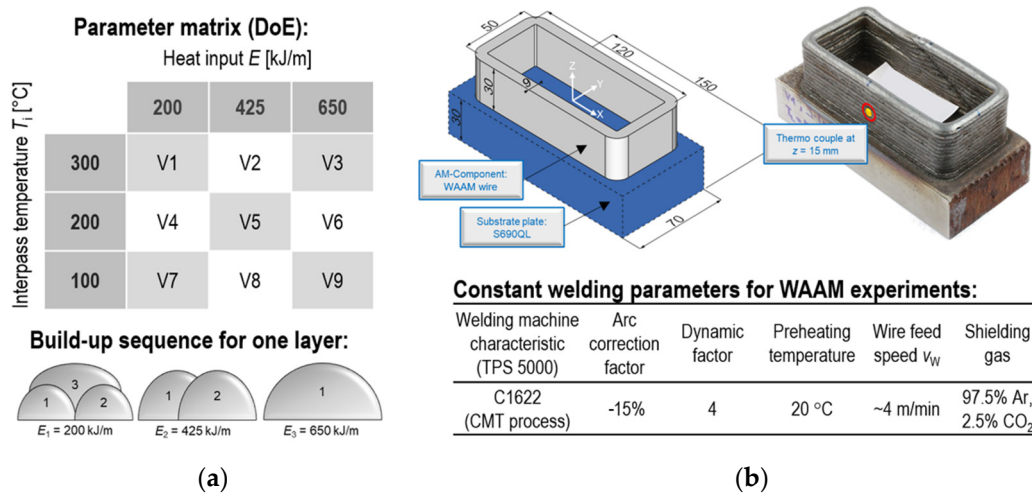 Parameter matrix (DoE):
Heat input E [kJ/m]
Interpass temperature Ti [°C]
200 425 650
300 V1 V2 V3
200 V4 V5 V6
100 V7 V8 V9
Build-up sequence for one layer:
1 2 3
1 2
1
E1 = 200 kJ/m
E2 = 425 kJ/m
E3 = 650 kJ/m
(a)
50
120
150
30
9
Z
Y
X
30
70
AM-Component:
WAAM wire
Substrate plate:
S690QL
Thermo couple at
z = 15 mm
Constant welding parameters for WAAM experiments:
Welding machine
characteristic
(TPS 5000)
Arc
correction
factor
Dynamic
factor
Preheating
temperature
Wire feed
speed vW
Shielding
gas
C1622
(CMT process)
-15%
4
20 °C
~4 m/min
97.5% Ar,
2.5% CO2
(b)